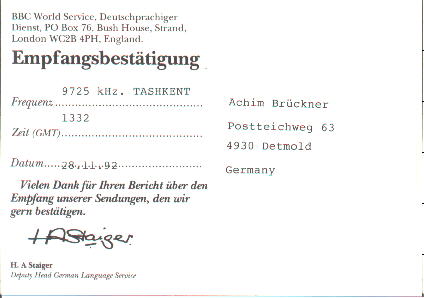 BBC World Service, Deutschprachiger
Dienst, PO Box 76, Bush House, Strand,
London WC2B 4PH, England.
Empfangsbestätigung
9725 kHz. TASHKENT
Frequenz
1332
Zeit (GMT)
Datum 28.11.92
Vielen Dank für Ihren Bericht über den
Empfang unserer Sendungen, den wir
gern bestätigen.
HAStaiger
H. A Staiger
Deputy Head German Language Service
Achim Brückner
Postteichweg 63
4930 Detmold
Germany